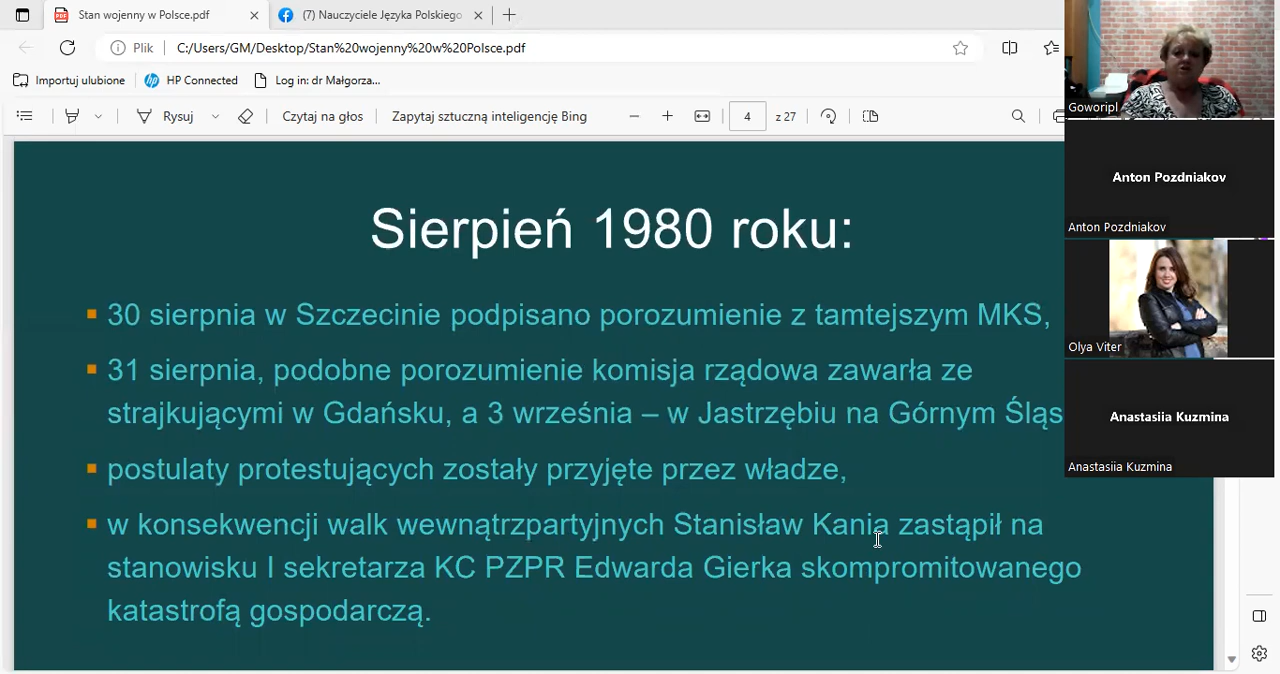 Stan wojenny w Polsce.pdf
(7) Nauczyciele Języka Polskiego
Plik
C:/Users/GM/Desktop/Stan%20wojenny%20w%20Polsce.pdf
Importuj ulubione
HP Connected
Log in: dr Małgorza...
Rysuj
Czytaj na głos
Zapytaj sztuczną inteligencję Bing
4
z 27
Sierpień 1980 roku:
30 sierpnia w Szczecinie podpisano porozumienie z tamtejszym MKS,
31 sierpnia, podobne porozumienie komisja rządowa zawarła ze
strajkującymi w Gdańsku, a 3 września – w Jastrzębiu na Górnym Śląs
postulaty protestujących zostały przyjęte przez władze,
w konsekwencji walk wewnątrzpartyjnych Stanisław Kania zastąpił na
stanowisku I sekretarza KC PZPR Edwarda Gierka skompromitowanego
katastrofą gospodarczą.
Goworipl
Anton Pozdniakov
Anton Pozdniakov
Olya Viter
Anastasiia Kuzmina
Anastasiia Kuzmina